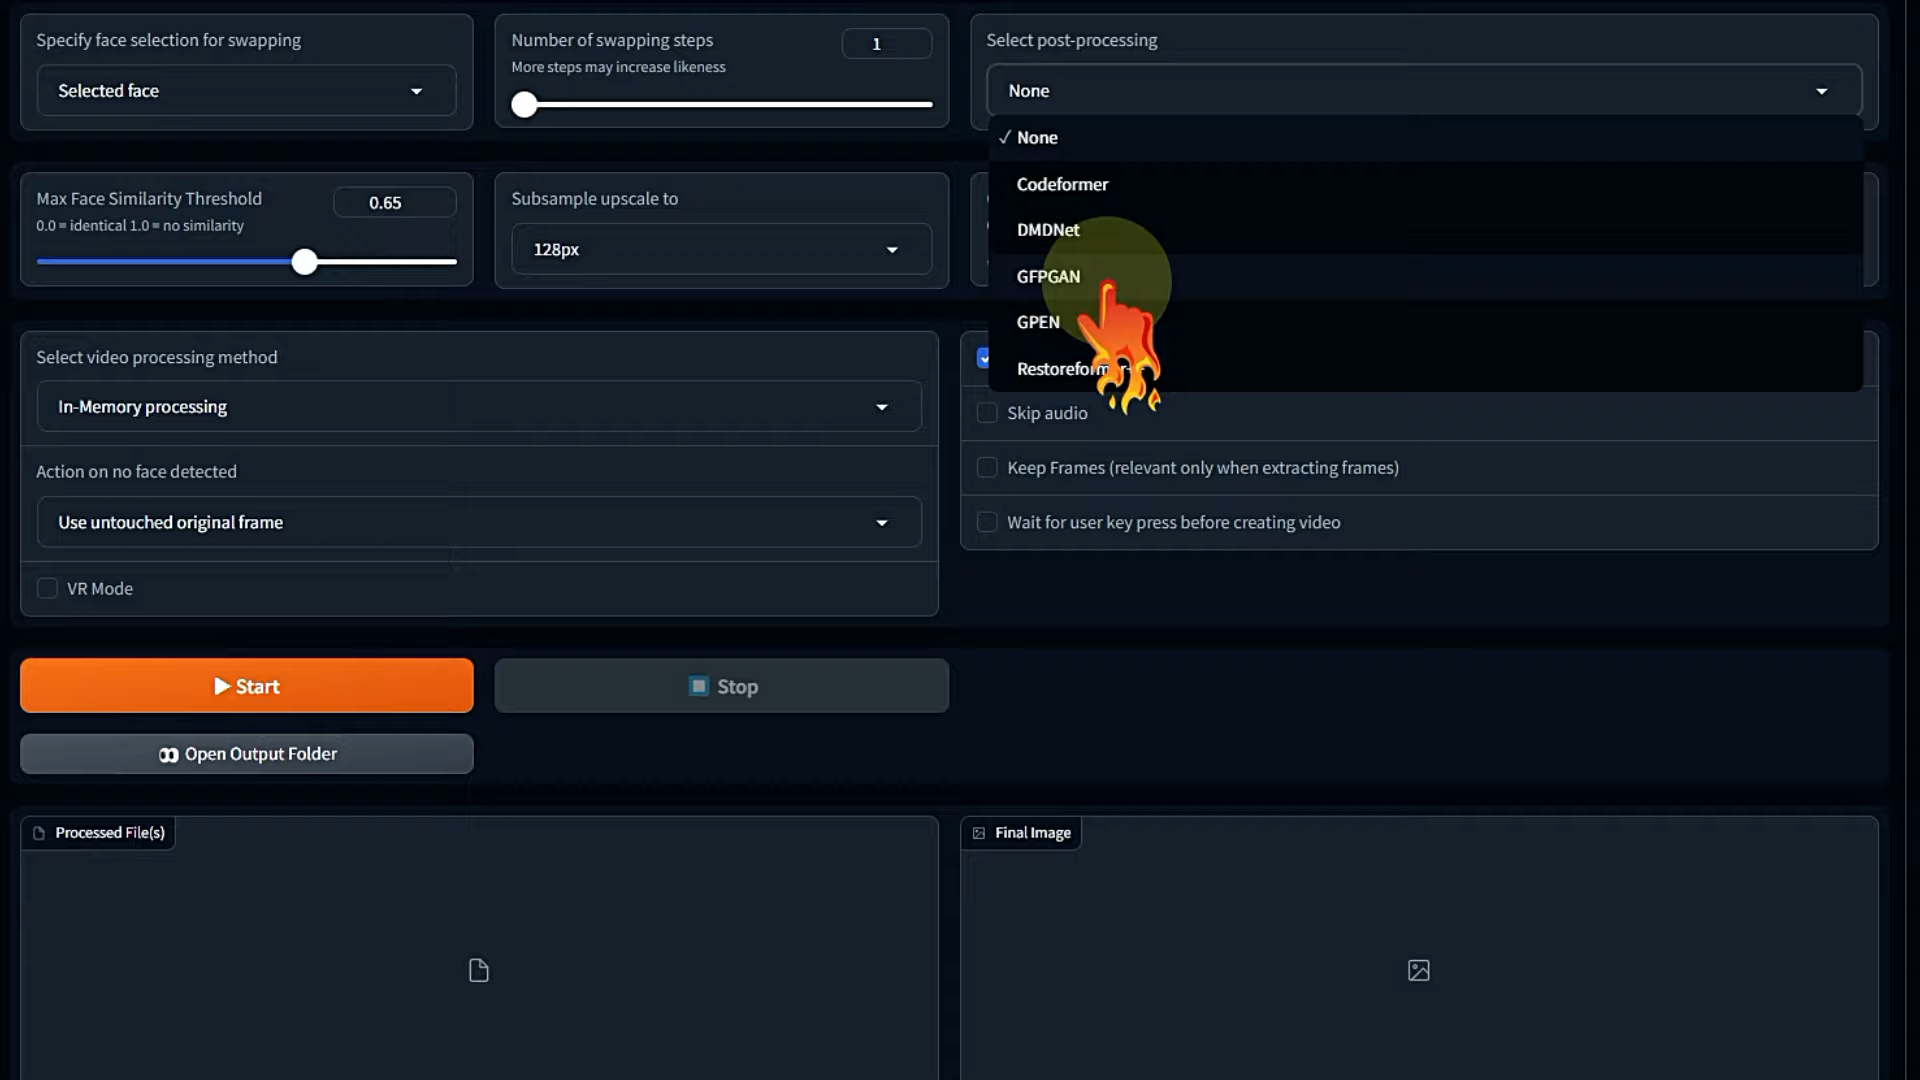 Specify face selection for swapping
Selected face
Number of swapping steps
More steps may increase likeness
1
Select post-processing
None
✓ None
Codeformer
DMDNet
GFPGAN
GPEN
Max Face Similarity Threshold
0.0 = identical 1.0 = no similarity
0.65
Subsample upscale to
128px
Select video processing method
In-Memory processing
Action on no face detected
Use untouched original frame
VR Mode
Skip audio
Keep Frames (relevant only when extracting frames)
Wait for user key press before creating video
Start
Stop
Open Output Folder
Processed File(s)
Final Image